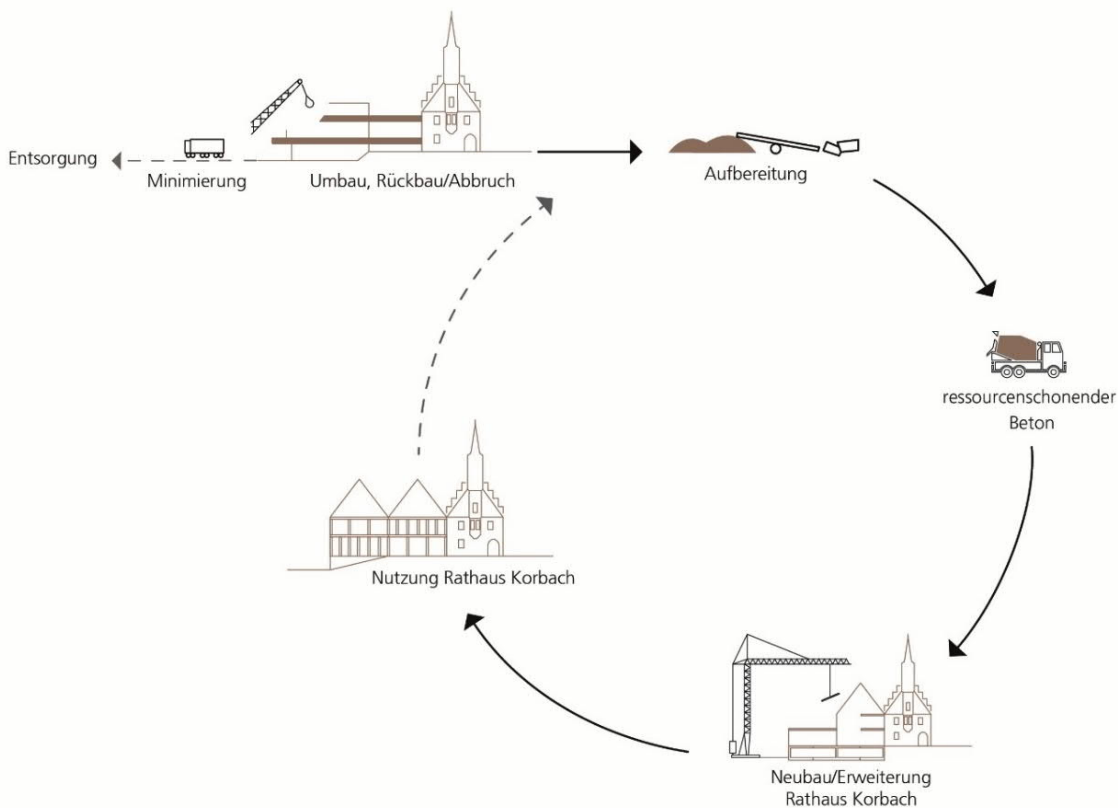 Entsorgung
Minimierung
Umbau, Rückbau/Abbruch
Aufbereitung
ressourcenschonender
Beton
Nutzung Rathaus Korbach
Neubau/Erweiterung
Rathaus Korbach